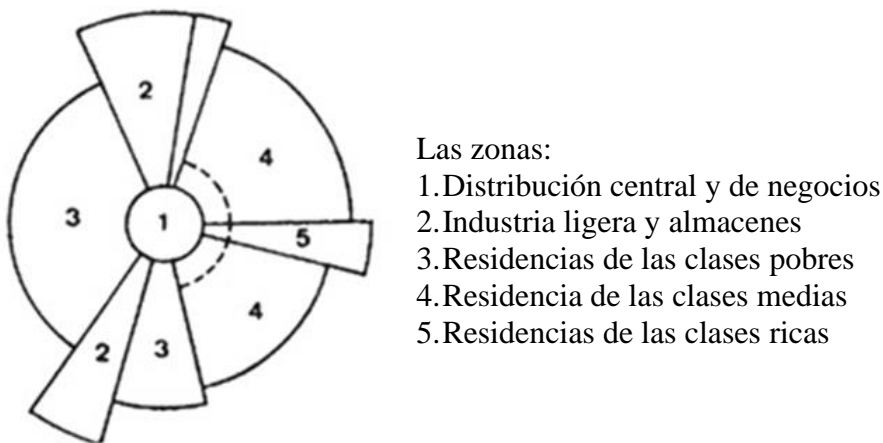 2
4
3
1
5
2
3
4
Las zonas:
1.Distribución central y de negocios
2.Industria ligera y almacenes
3.Residencias de las clases pobres
4.Residencia de las clases medias
5.Residencias de las clases ricas